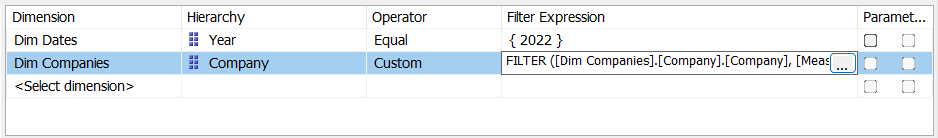 Dimension Hierarchy Operator Filter Expression Paramet...
Dim Dates Year Equal { 2022 }
Dim Companies Company Custom FILTER ([Dim Companies].[Company].[Company], [Meas ...
<Select dimension>